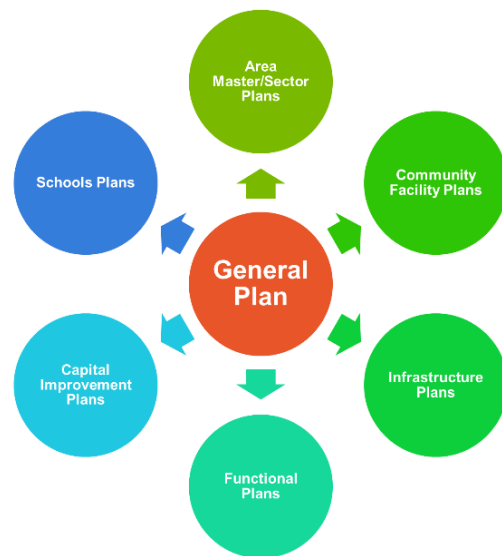 Area
Master/Sector
Plans
Schools Plans
Community
Facility Plans
General
Plan
Capital
Improvement
Plans
Infrastructure
Plans
Functional
Plans